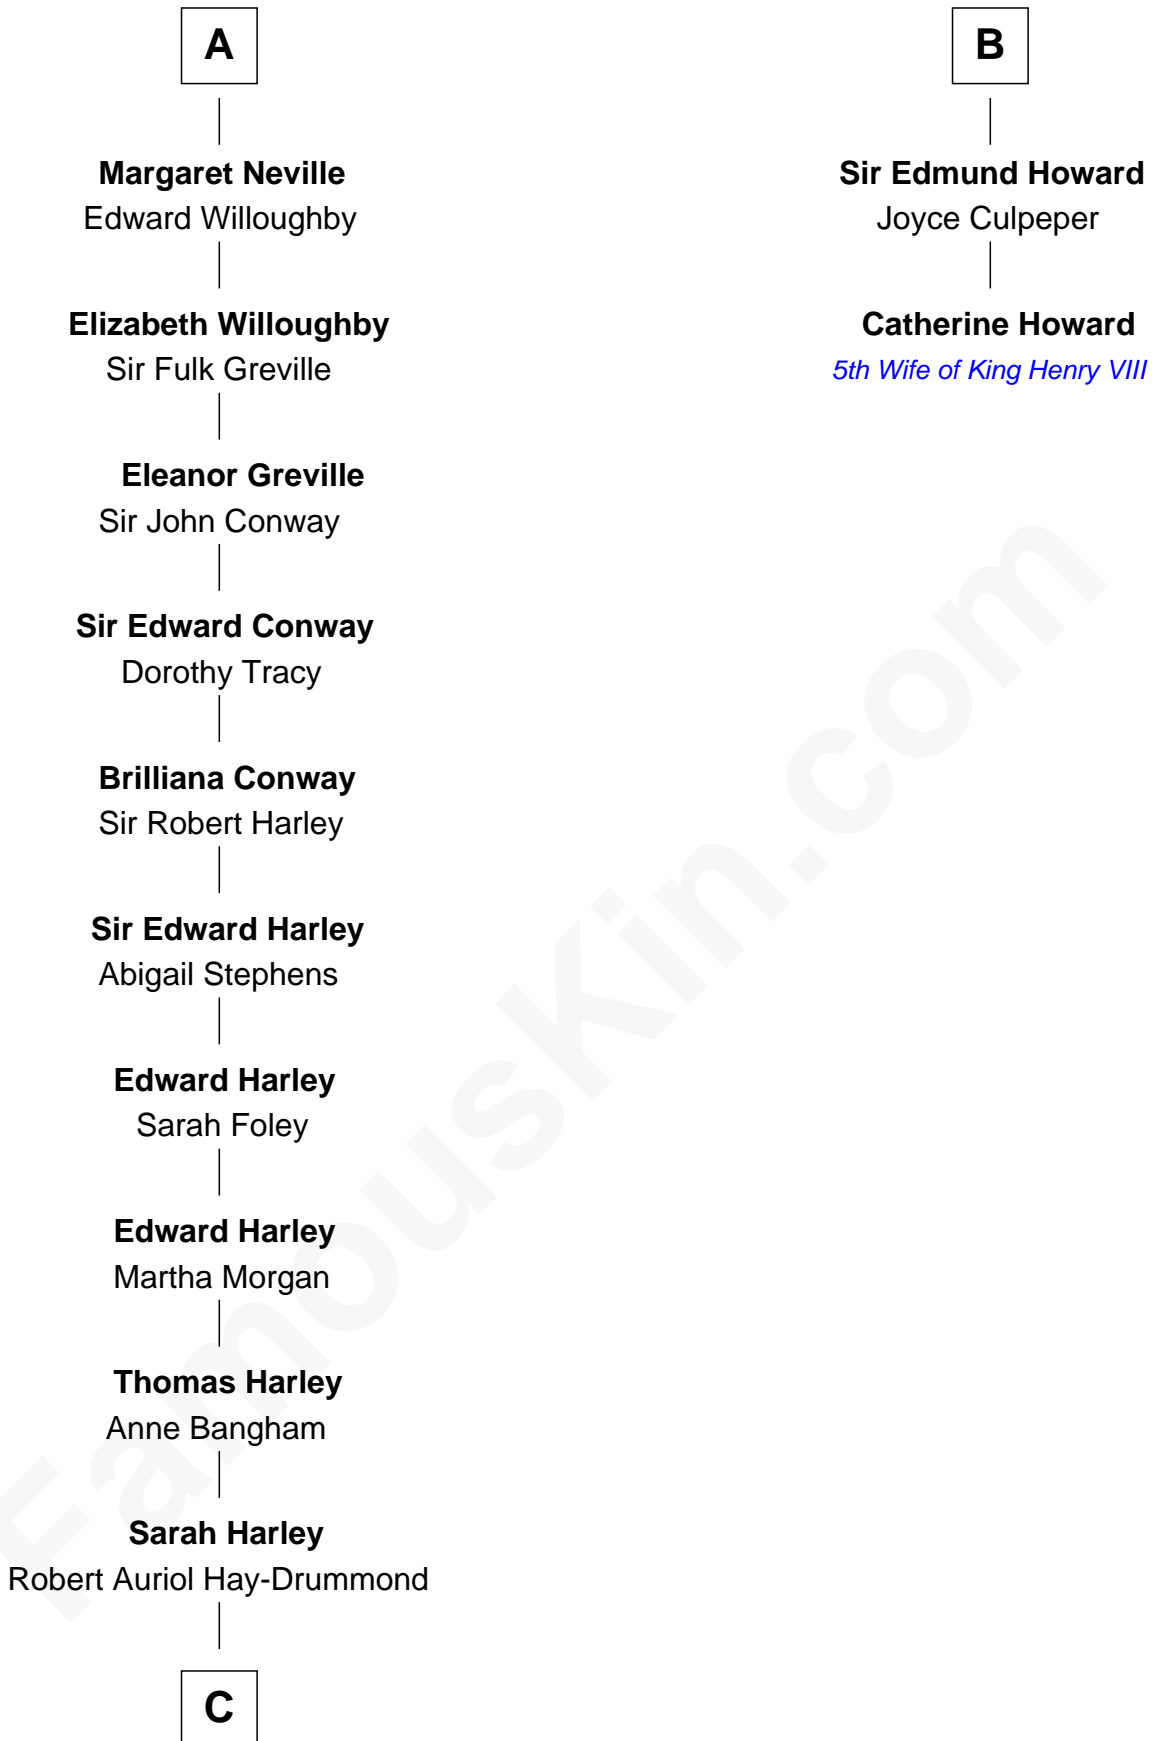 A
Margaret Neville
Edward Willoughby
Elizabeth Willoughby
Sir Fulk Greville
Eleanor Greville
Sir John Conway
Sir Edward Conway
Dorothy Tracy
Brilliana Conway
Sir Robert Harley
Sir Edward Harley
Abigail Stephens
Edward Harley
Sarah Foley
Edward Harley
Martha Morgan
Thomas Harley
Anne Bangham
Sarah Harley
Robert Auriol Hay-Drummond
C
B
Sir Edmund Howard
Joyce Culpeper
Catherine Howard
5th Wife of King Henry VIII
FamousKin.com